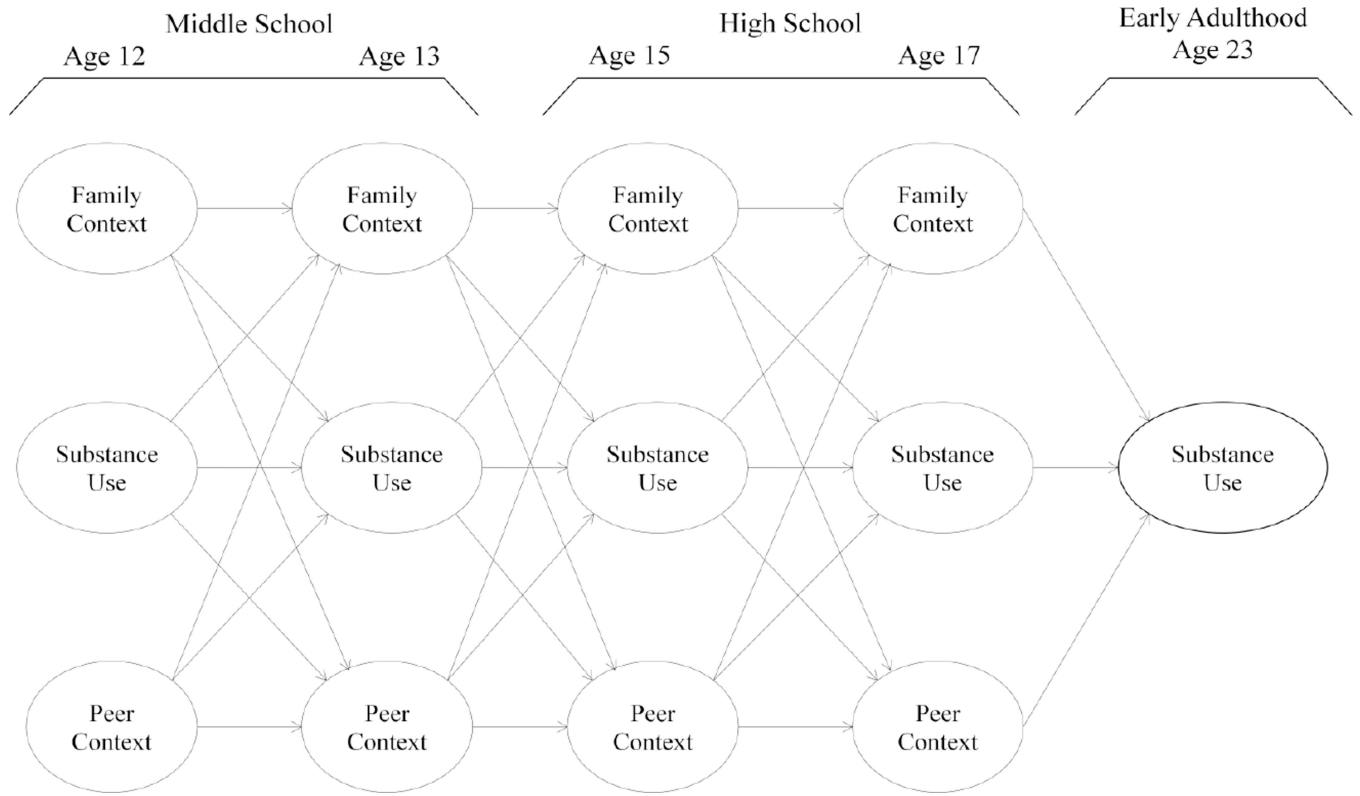 Middle School
High School
Early Adulthood
Age 12
Age 13
Age 15
Age 17
Age 23
Family
Context
Family
Context
Family
Context
Family
Context
Substance
Use
Substance
Use
Substance
Use
Substance
Use
Substance
Use
Peer
Context
Peer
Context
Peer
Context
Peer
Context